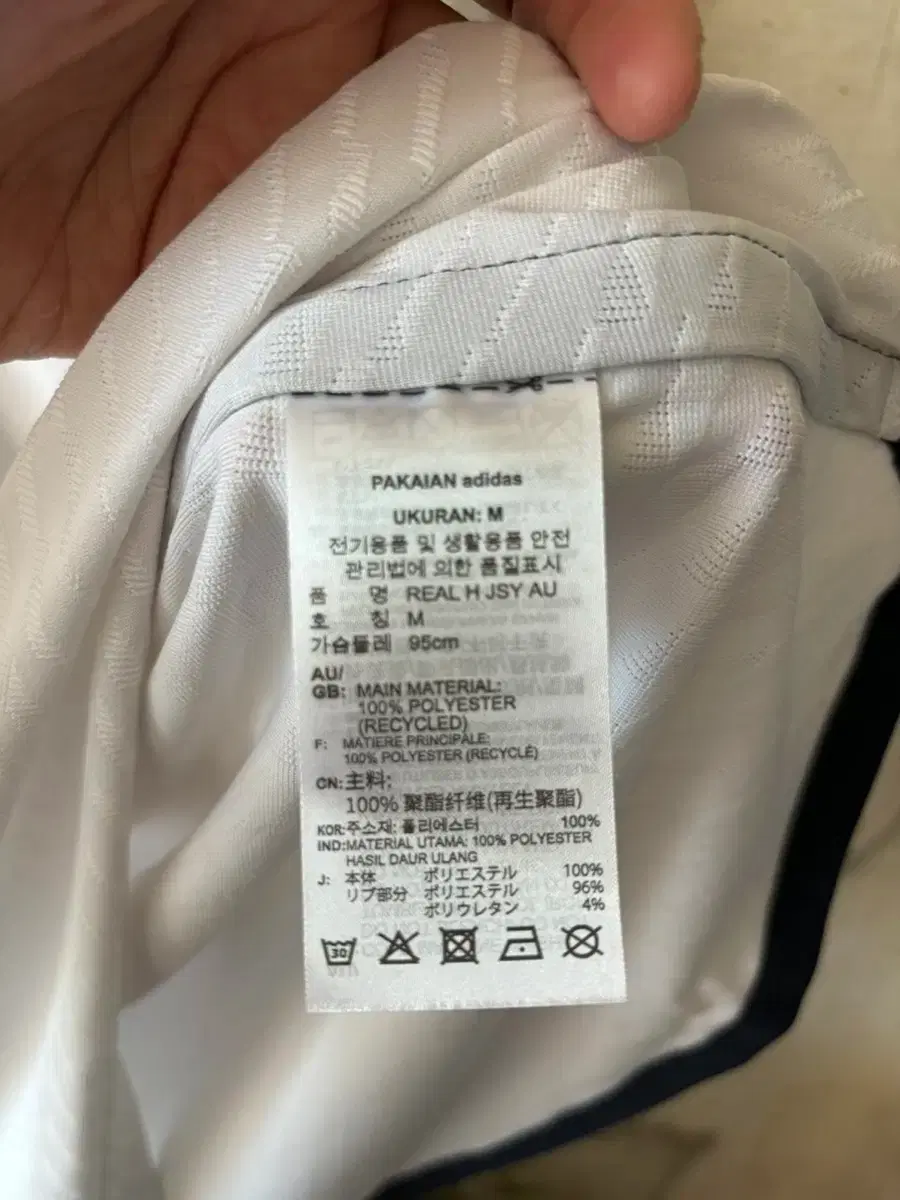 PAKAIAN adidas
UKURAN: M
전기용품 및 생활용품 안전
관리법에 의한 품질표시
품 명 REAL H JSY AU
호 칭 M
가슴둘레 95cm
AU/
GB: MAIN MATERIAL:
100% POLYESTER
(RECYCLED)
F: MATIERE PRINCIPALE:
100% POLYESTER (RECYCLÉ)
CN:主料:
100% 聚酯纤维(再生聚酯)
KOR:주소재: 폴리에스터 100%
IND:MATERIAL UTAMA: 100% POLYESTER
HASIL DAUR ULANG
J: 本体 ポリエステル 100%
リブ部分 ポリエステル 96%
ポリウレタン 4%
30